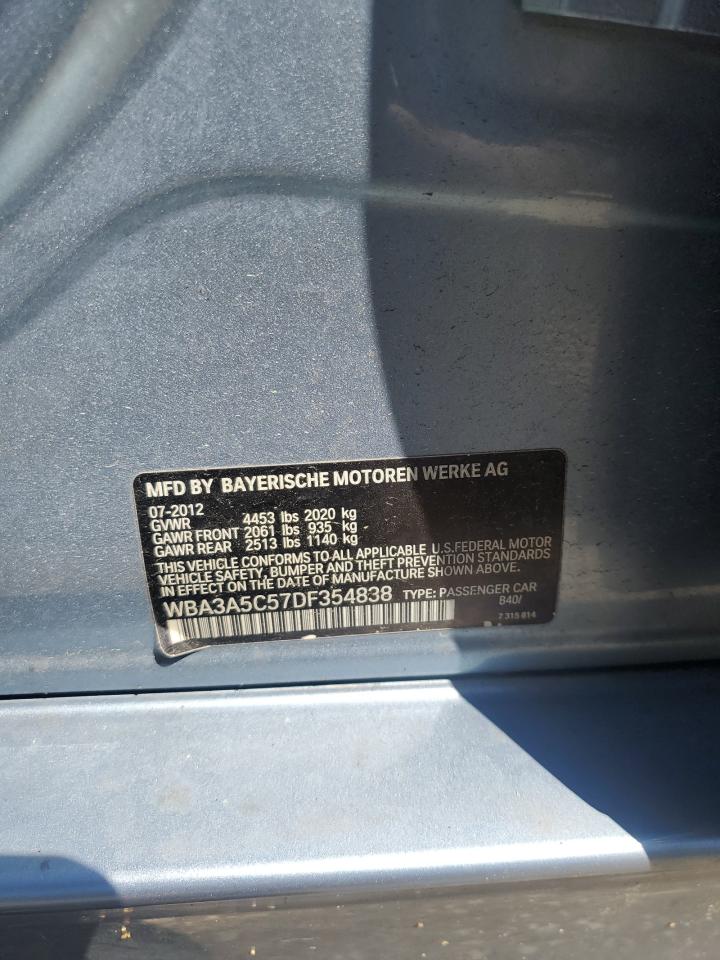 MFD BY BAYERISCHE MOTOREN WERKE AG
07-2012
GVWR 4453 lbs 2020 kg
GAWR FRONT 2061 lbs 935 kg
GAWR REAR 2513 lbs 1140 kg
THIS VEHICLE CONFORMS TO ALL APPLICABLE U.S.FEDERAL MOTOR
VEHICLE SAFETY, BUMPER AND THEFT PREVENTION STANDARDS
IN EFFECT ON THE DATE OF MANUFACTURE SHOWN ABOVE.
WBA3A5C57DF354838 TYPE: PASSENGER CAR
B40/
7 315 814